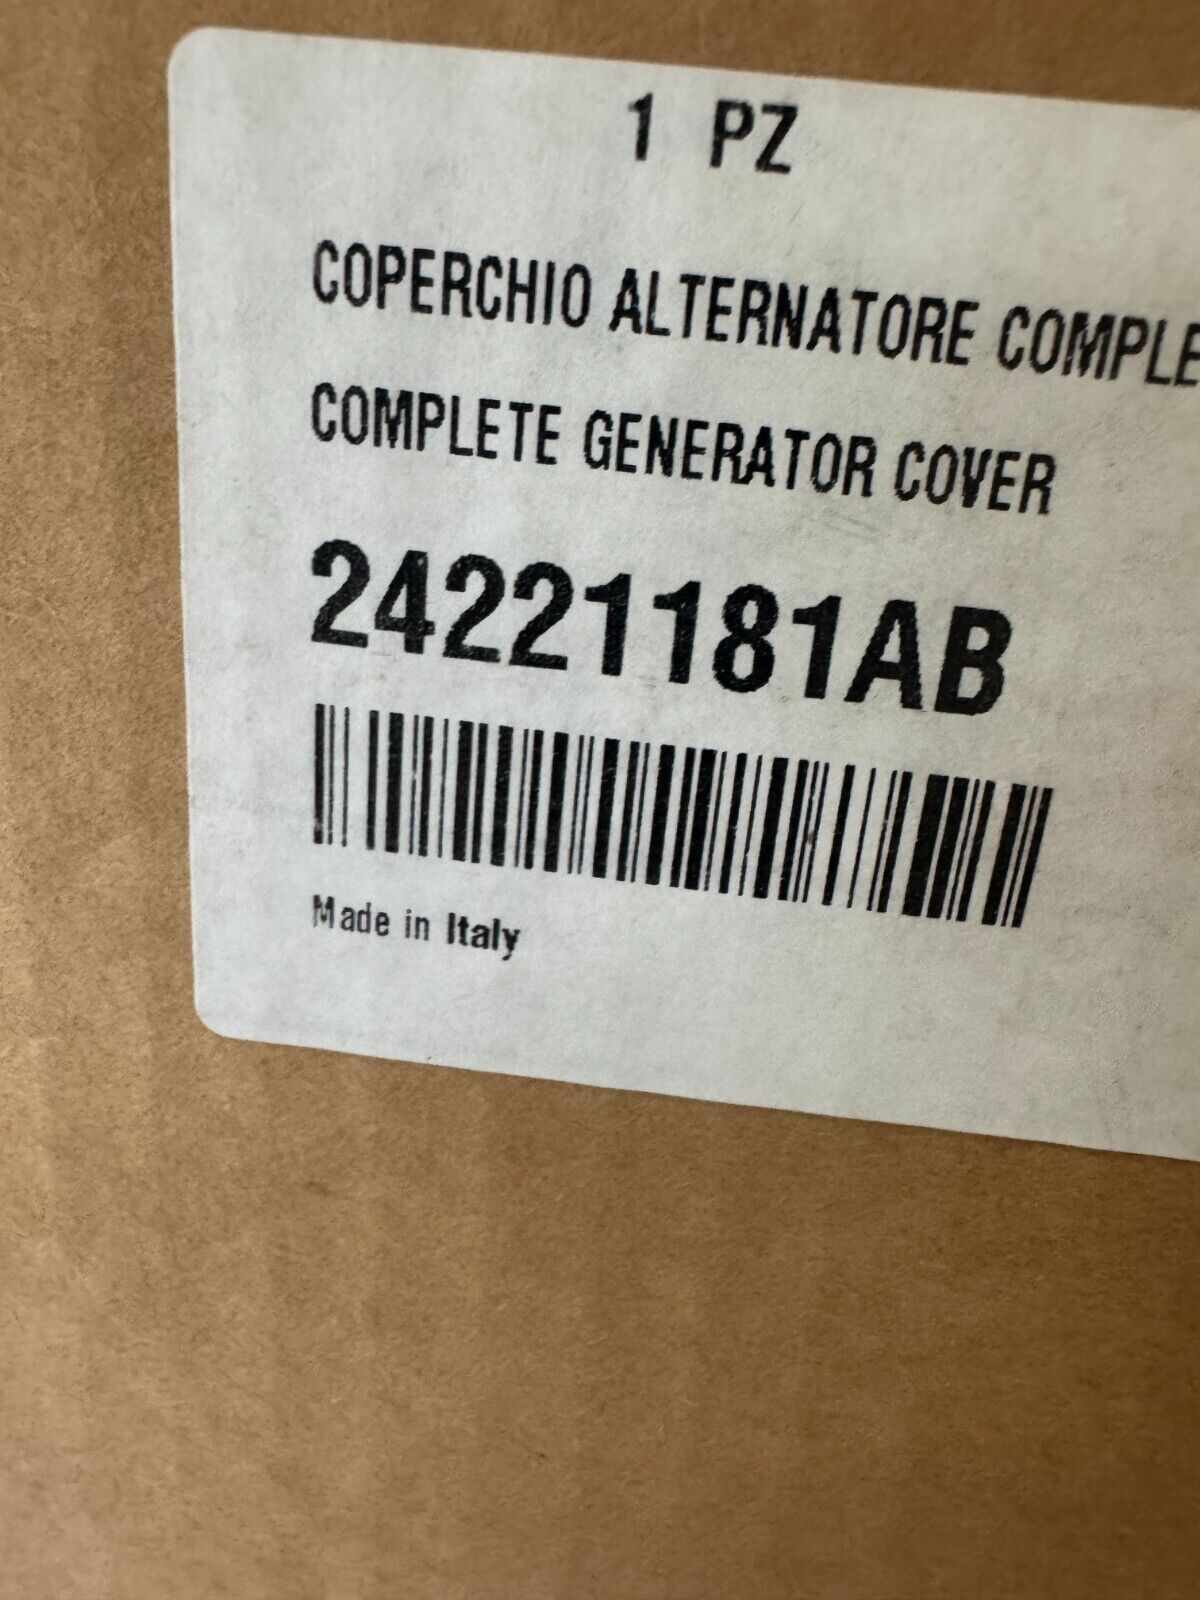 1 PZ
COPERCHIO ALTERNATORE COMPLE
COMPLETE GENERATOR COVER
24221181AB
Made in Italy